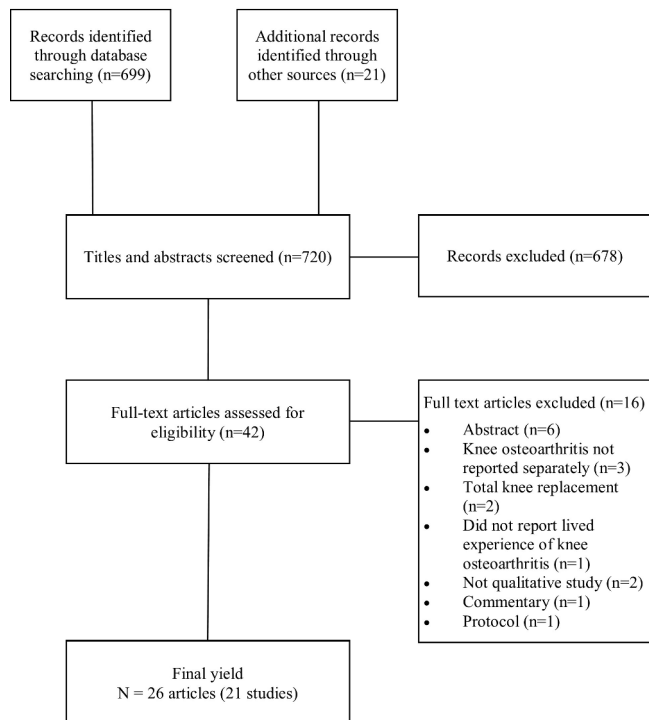 Records identified
through database
searching (n=699)
Additional records
identified through
other sources (n=21)
Titles and abstracts screened (n=720)
Records excluded (n=678)
Full-text articles assessed for
eligibility (n=42)
Full text articles excluded (n=16)
• Abstract (n=6)
• Knee osteoarthritis not
reported separately (n=3)
• Total knee replacement
(n=2)
• Did not report lived
experience of knee
osteoarthritis (n=1)
• Not qualitative study (n=2)
• Commentary (n=1)
• Protocol (n=1)
Final yield
N = 26 articles (21 studies)